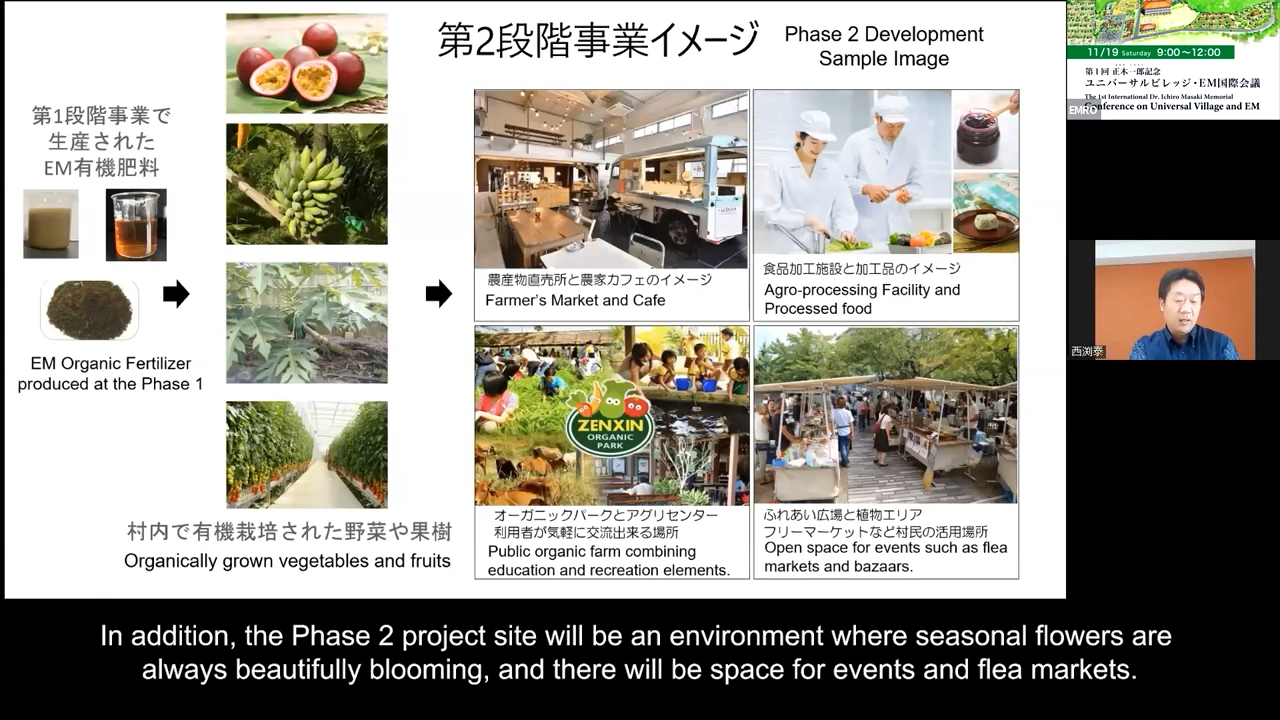 第2段階事業イメージ
Phase 2 Development
Sample Image
第1段階事業で
生産された
EM有機肥料
EM Organic Fertilizer
produced at the Phase 1
村内で有機栽培された野菜や果樹
Organically grown vegetables and fruits
農産物直売所と農家カフェのイメージ
Farmer's Market and Cafe
食品加工施設と加工品のイメージ
Agro-processing Facility and
Processed food
ZENXIN
ORGANIC
PARK
オーガニックパークとアグリセンター
利用者が気軽に交流出来る場所
Public organic farm combining
education and recreation elements.
ふれあい広場と植物エリア
フリーマーケットなど村民の活用場所
Open space for events such as flea
markets and bazaars.
11/19 Saturday 9:00～12:00
第1回 正木一郎記念
ユニバーサルビレッジ・EM国際会議
The 1st International Dr. Ichiro Masaki Memorial
Conference on Universal Village and EM
EMRO
西渕泰
In addition, the Phase 2 project site will be an environment where seasonal flowers are
always beautifully blooming, and there will be space for events and flea markets.